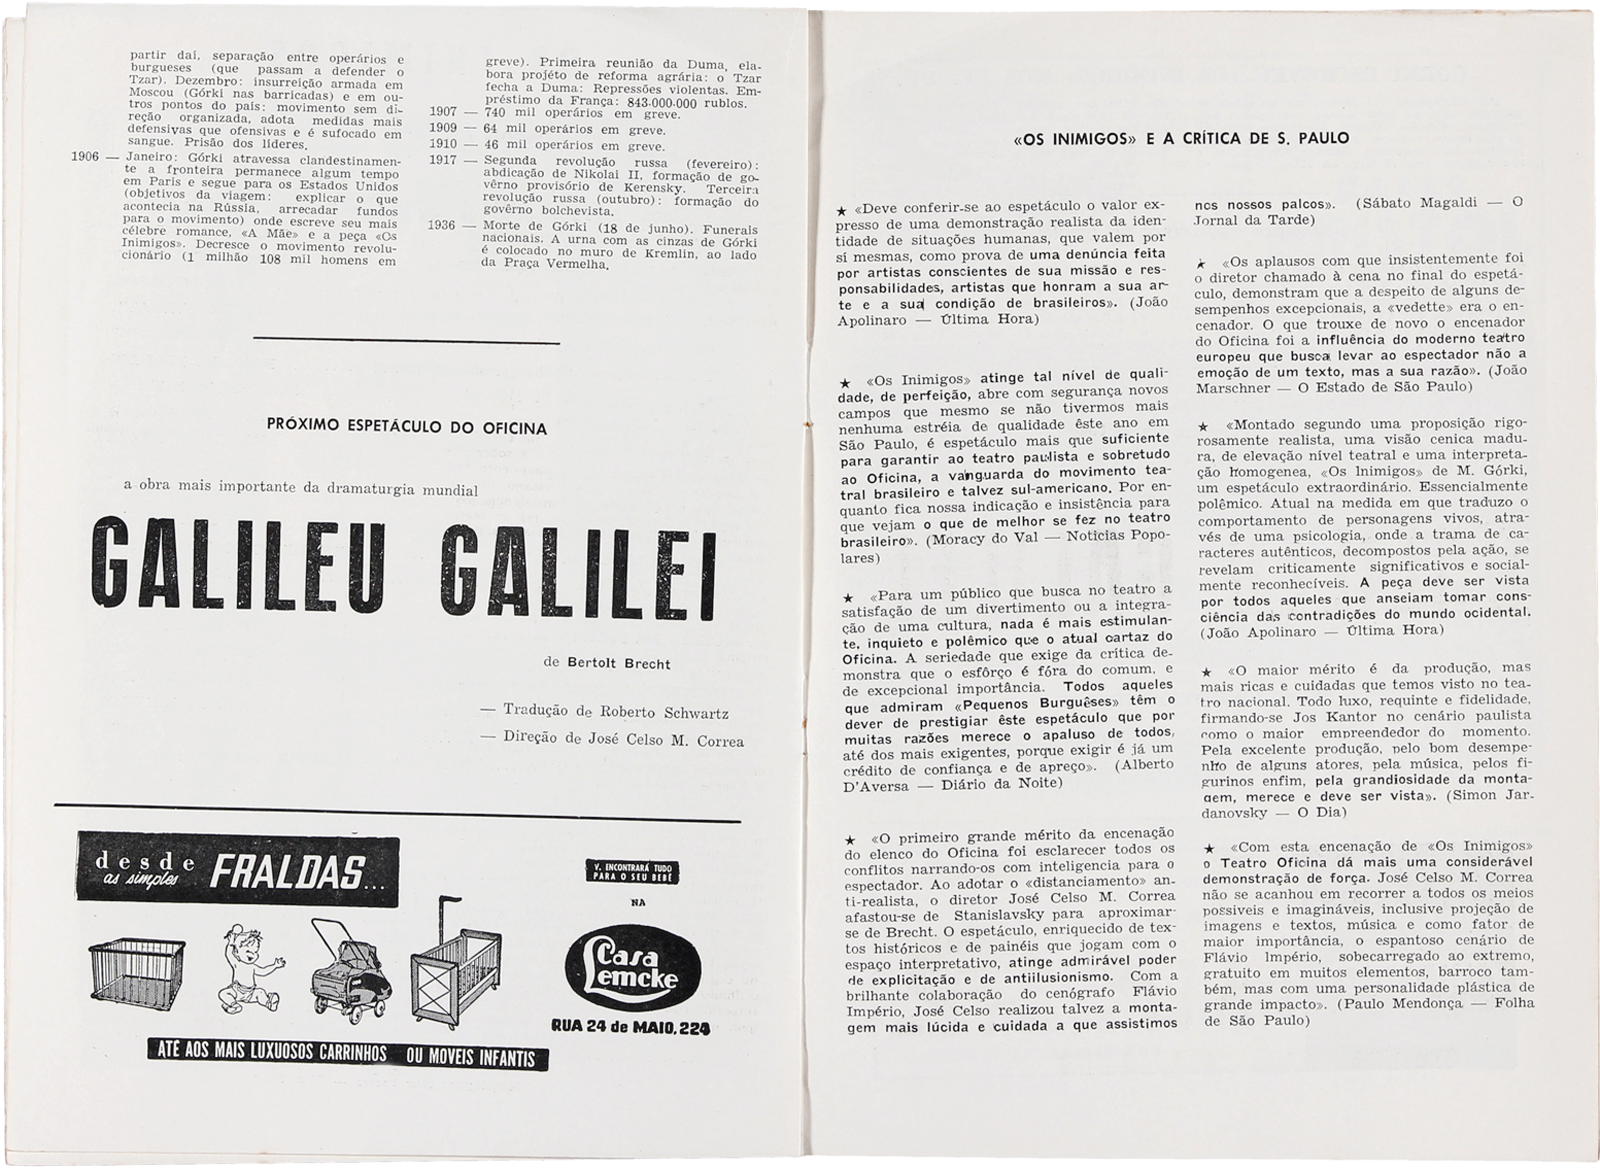 partir daí, separação entre operários e
burgueses (que passam a defender o
Tzar). Dezembro: insurreição armada em
Moscou (Górki nas barricadas) e em ou-
tros pontos do país: movimento sem di-
reção organizada, adota medidas mais
defensivas que ofensivas e é sufocado em
sangue. Prisão dos líderes.
1906 — Janeiro: Górki atravessa clandestinamen-
te a fronteira permanece algum tempo
em Paris e segue para os Estados Unidos
(objetivos da viagem: explicar o que
acontecia na Rússia, arrecadar fundos
para o movimento) onde escreve seu mais
célebre romance, «A Mãe» e a peça «Os
Inimigos». Decresce o movimento revolu-
cionário (1 milhão 108 mil homens em
greve). Primeira reunião da Duma, ela-
bora projéto de reforma agrária: o Tzar
fecha a Duma: Repressões violentas. Em-
préstimo da França: 843.000.000 rublos.
1907 — 740 mil operários em greve.
1909 — 64 mil operários em greve.
1910 — 46 mil operários em greve.
1917 — Segunda revolução russa (fevereiro):
abdicação de Nikolai II, formação de go-
vêrno provisório de Kerensky. Terceira
revolução russa (outubro): formação do
govêrno bolchevista.
1936 — Morte de Górki (18 de junho). Funerais
nacionais. A urna com as cinzas de Górki
é colocado no muro de Kremlin, ao lado
da Praça Vermelha.
PRÓXIMO ESPETÁCULO DO OFICINA
a obra mais importante da dramaturgia mundial
GALILEU GALILEI
de Bertolt Brecht
— Tradução de Roberto Schwartz
— Direção de José Celso M. Correa
desde
as simples FRALDAS...
V. ENCONTRARÁ TUDO
PARA O SEU BEBÊ
NA
Casa
Lemcke
RUA 24 de MAIO, 224
ATÉ AOS MAIS LUXUOSOS CARRINHOS OU MOVEIS INFANTIS
«OS INIMIGOS» E A CRÍTICA DE S. PAULO
★ «Deve conferir-se ao espetáculo o valor ex-
presso de uma demonstração realista da iden-
tidade de situações humanas, que valem por
sí mesmas, como prova de uma denúncia feita
por artistas conscientes de sua missão e res-
ponsabilidades, artistas que honram a sua ar-
te e a sua condição de brasileiros». (João
Apolinaro — Última Hora)
★ «Os Inimigos» atinge tal nível de quali-
dade, de perfeição, abre com segurança novos
campos que mesmo se não tivermos mais
nenhuma estréia de qualidade êste ano em
São Paulo, é espetáculo mais que suficiente
para garantir ao teatro paulista e sobretudo
ao Oficina, a vanguarda do movimento tea-
tral brasileiro e talvez sul-americano. Por en-
quanto fica nossa indicação e insistência para
que vejam o que de melhor se fez no teatro
brasileiro». (Moracy do Val — Noticias Popo-
lares)
★ «Para um público que busca no teatro a
satisfação de um divertimento ou a integra-
ção de uma cultura, nada é mais estimulan-
te, inquieto e polêmico que o atual cartaz do
Oficina. A seriedade que exige da crítica de-
monstra que o esfôrço é fóra do comum, e
de excepcional importância. Todos aqueles
que admiram «Pequenos Burguêses» têm o
dever de prestigiar êste espetáculo que por
muitas razões merece o apaluso de todos,
até dos mais exigentes, porque exigir é já um
crédito de confiança e de apreço». (Alberto
D'Aversa — Diário da Noite)
★ «O primeiro grande mérito da encenação
do elenco do Oficina foi esclarecer todos os
conflitos narrando-os com inteligencia para o
espectador. Ao adotar o «distanciamento» an-
ti-realista, o diretor José Celso M. Correa
afastou-se de Stanislavsky para aproximar-
se de Brecht. O espetáculo, enriquecido de tex-
tos históricos e de painéis que jogam com o
espaço interpretativo, atinge admirável poder
de explicitação e de antiilusionismo. Com a
brilhante colaboração do cenógrafo Flávio
Império, José Celso realizou talvez a monta-
gem mais lúcida e cuidada a que assistimos
nos nossos palcos». (Sábato Magaldi — O
Jornal da Tarde)
★ «Os aplausos com que insistentemente foi
o diretor chamado à cena no final do espetá-
culo, demonstram que a despeito de alguns de-
sempenhos excepcionais, a «vedette» era o en-
cenador. O que trouxe de novo o encenador
do Oficina foi a influência do moderno teatro
europeu que busca levar ao espectador não a
emoção de um texto, mas a sua razão». (João
Marschner — O Estado de São Paulo)
★ «Montado segundo uma proposição rigo-
rosamente realista, uma visão cenica madu-
ra, de elevação nível teatral e uma interpreta-
ção homogenea, «Os Inimigos» de M. Górki,
um espetáculo extraordinário. Essencialmente
polêmico. Atual na medida em que traduzo o
comportamento de personagens vivos, atra-
vés de uma psicologia, onde a trama de ca-
racteres autênticos, decompostos pela ação, se
revelam criticamente significativos e social-
mente reconhecíveis. A peça deve ser vista
por todos aqueles que anseiam tomar cons-
ciência das contradições do mundo ocidental.
(João Apolinaro — Última Hora)
★ «O maior mérito é da produção, mas
mais ricas e cuidadas que temos visto no tea-
tro nacional. Todo luxo, requinte e fidelidade,
firmando-se Jos Kantor no cenário paulista
como o maior empreendedor do momento.
Pela excelente produção, pelo bom desempe-
nho de alguns atores, pela música, pelos fi-
gurinos enfim, pela grandiosidade da monta-
gem, merece e deve ser vista». (Simon Jar-
danovsky — O Dia)
★ «Com esta encenação de «Os Inimigos»
o Teatro Oficina dá mais uma considerável
demonstração de força. José Celso M. Correa
não se acanhou em recorrer a todos os meios
possiveis e imagináveis, inclusive projeção de
imagens e textos, música e como fator de
maior importância, o espantoso cenário de
Flávio Império, sobecarregado ao extremo,
gratuito em muitos elementos, barroco tam-
bém, mas com uma personalidade plástica de
grande impacto». (Paulo Mendonça — Folha
de São Paulo)